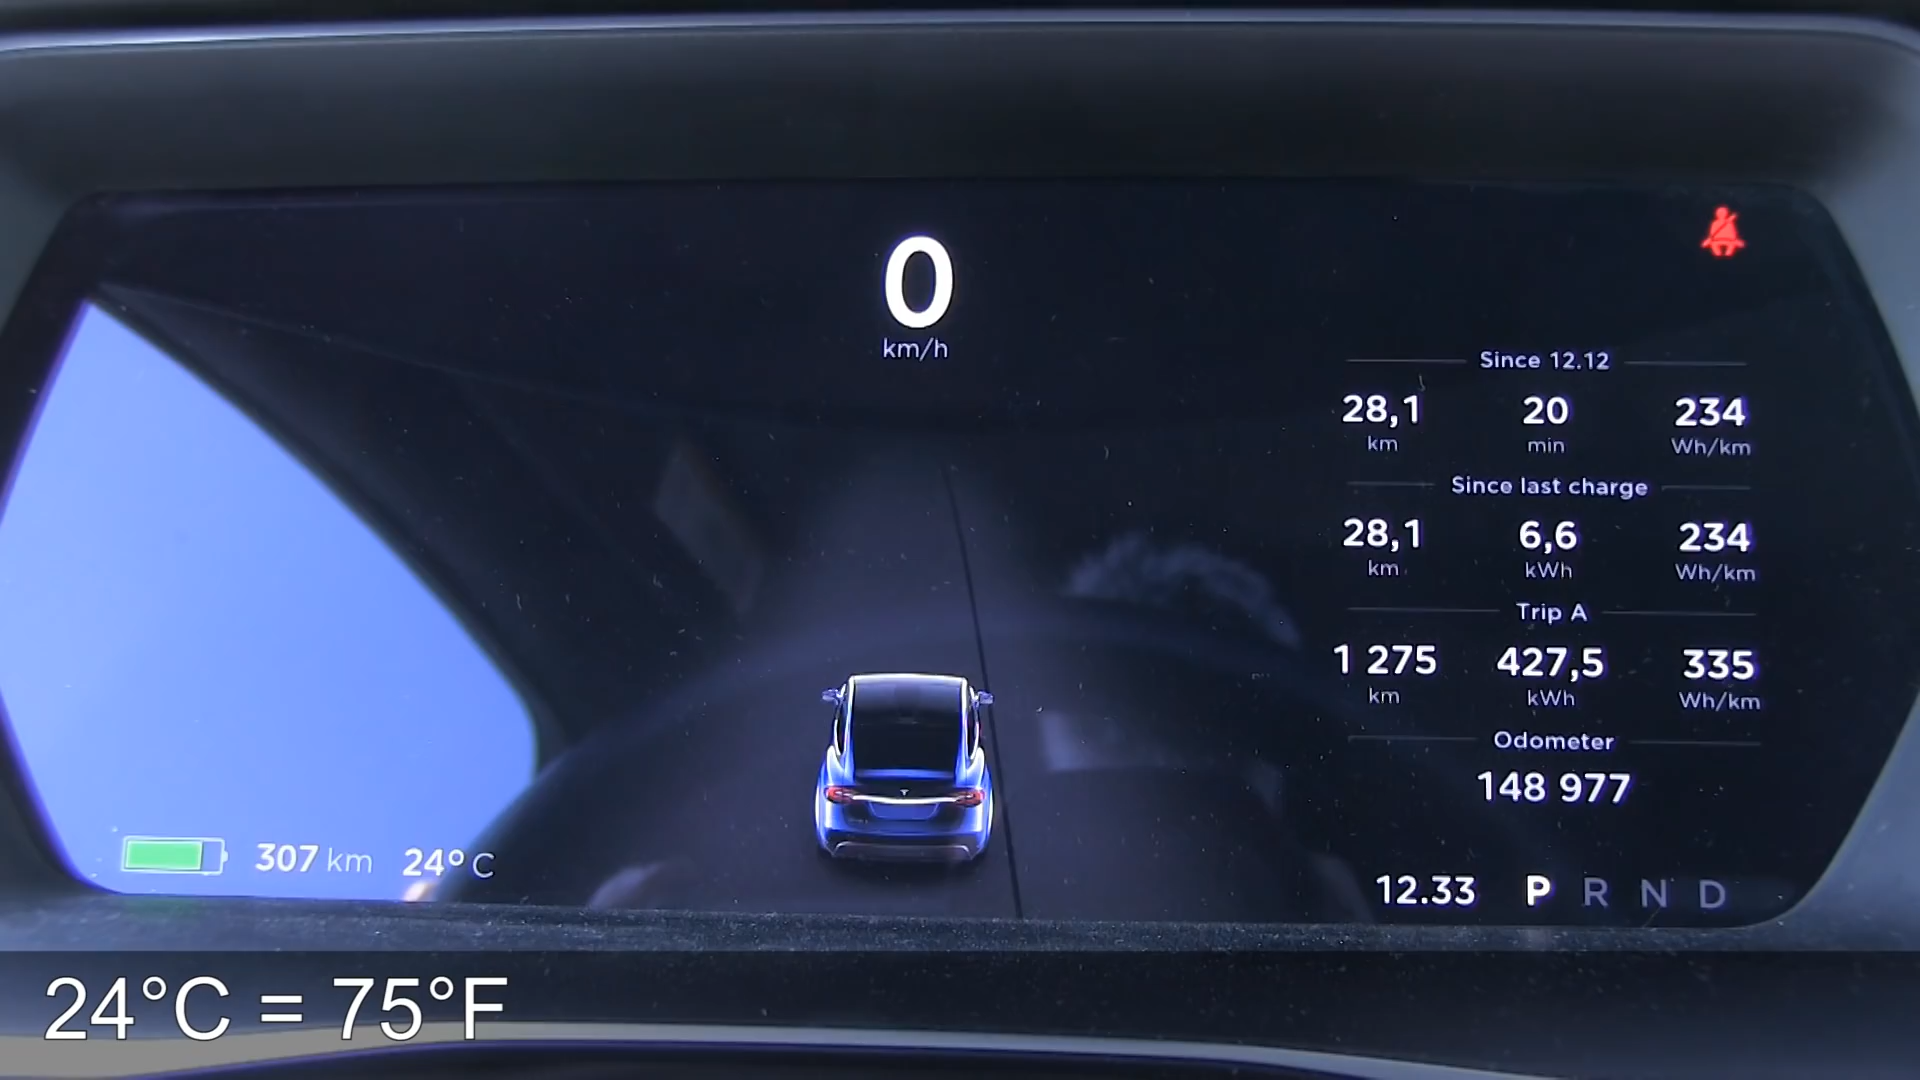 0
km/h
Since 12.12
28,1 20 234
km min Wh/km
Since last charge
28,1 6,6 234
km kWh Wh/km
Trip A
1 275 427,5 335
km kWh Wh/km
Odometer
148 977
307 km 24° C
12.33 P R N D
24°C = 75°F